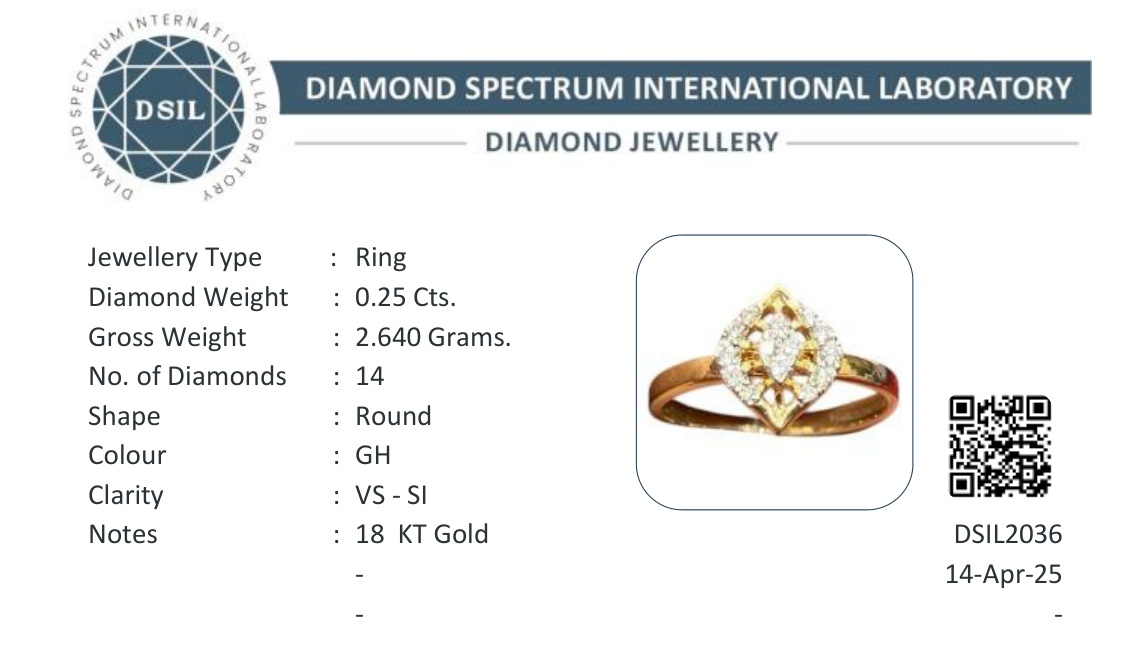 DIAMOND SPECTRUM INTERNATIONAL LABORATORY
DSIL
DIAMOND SPECTRUM INTERNATIONAL LABORATORY
DIAMOND JEWELLERY
Jewellery Type : Ring
Diamond Weight : 0.25 Cts.
Gross Weight : 2.640 Grams.
No. of Diamonds : 14
Shape : Round
Colour : GH
Clarity : VS - SI
Notes : 18 KT Gold
-
-
DSIL2036
14-Apr-25
-